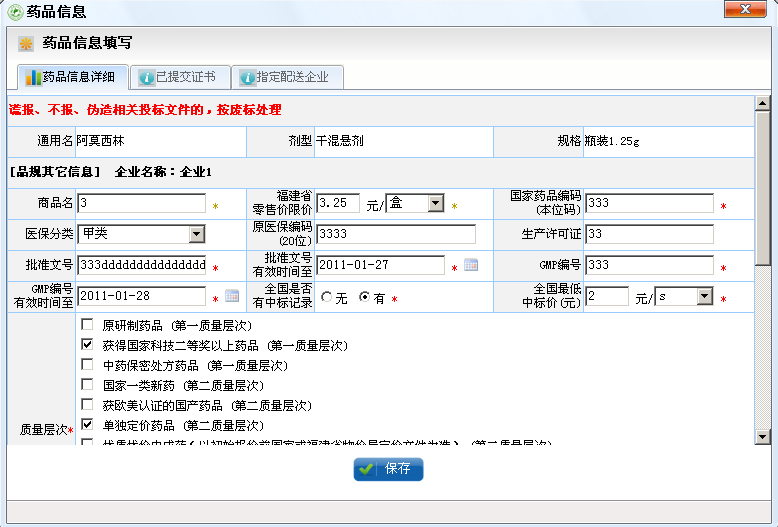 药品信息
药品信息填写
药品信息详细 已提交证书 指定配送企业
谎报、不报、伪造相关投标文件的，按废标处理
通用名 阿莫西林 剂型 干混悬剂 规格 瓶装1.25g
[品规其它信息] 企业名称：企业1
商品名 3 * 福建省零售价限价 3.25 元/ 盒 * 国家药品编码(本位码) 333 *
医保分类 甲类 原医保编码(20位) 3333 生产许可证 33
批准文号 333ddddddddddddddd * 批准文号有效时间至 2011-01-27 * GMP编号 333 *
GMP编号有效时间至 2011-01-28 * 全国是否有中标记录 无 有 * 全国最低中标价(元) 2 元/ s *
原研制药品 (第一质量层次)
获得国家科技二等奖以上药品 (第一质量层次)
中药保密处方药品 (第一质量层次)
国家一类新药 (第二质量层次)
获欧美认证的国产药品 (第二质量层次)
质量层次* 单独定价药品 (第二质量层次)
保存